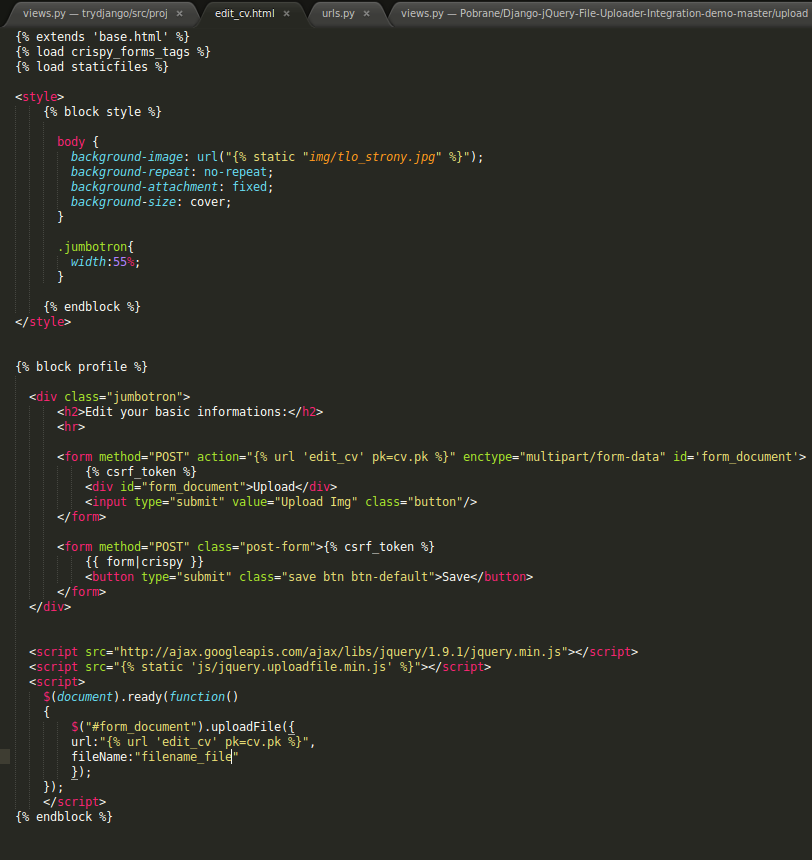 views.py — trydjango/src/proj × edit_cv.html × urls.py × views.py — Pobrane/Django-jQuery-File-Uploader-Integration-demo-master/upload
{% extends 'base.html' %}
{% load crispy_forms_tags %}
{% load staticfiles %}
<style>
{% block style %}
body {
background-image: url("{% static "img/tlo_strony.jpg" %}");
background-repeat: no-repeat;
background-attachment: fixed;
background-size: cover;
}
.jumbotron{
width:55%;
}
{% endblock %}
</style>
{% block profile %}
<div class="jumbotron">
<h2>Edit your basic informations:</h2>
<hr>
<form method="POST" action="{% url 'edit_cv' pk=cv.pk %}" enctype="multipart/form-data" id='form_document'>
{% csrf_token %}
<div id="form_document">Upload</div>
<input type="submit" value="Upload Img" class="button"/>
</form>
<form method="POST" class="post-form">{% csrf_token %}
{{ form|crispy }}
<button type="submit" class="save btn btn-default">Save</button>
</form>
</div>
<script src="http://ajax.googleapis.com/ajax/libs/jquery/1.9.1/jquery.min.js"></script>
<script src="{% static 'js/jquery.uploadfile.min.js' %}"></script>
<script>
$(document).ready(function()
{
$("#form_document").uploadFile({
url:"{% url 'edit_cv' pk=cv.pk %}",
fileName:"filename_file"
});
});
</script>
{% endblock %}